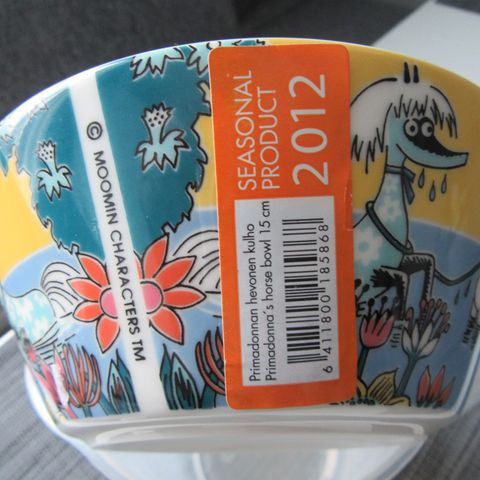 © MOOMIN CHARACTERS TM
SEASONAL
PRODUCT
2012
Primadonnan hevonen kulho
Primadonna´s horse bowl 15 cm
6 411800 185868